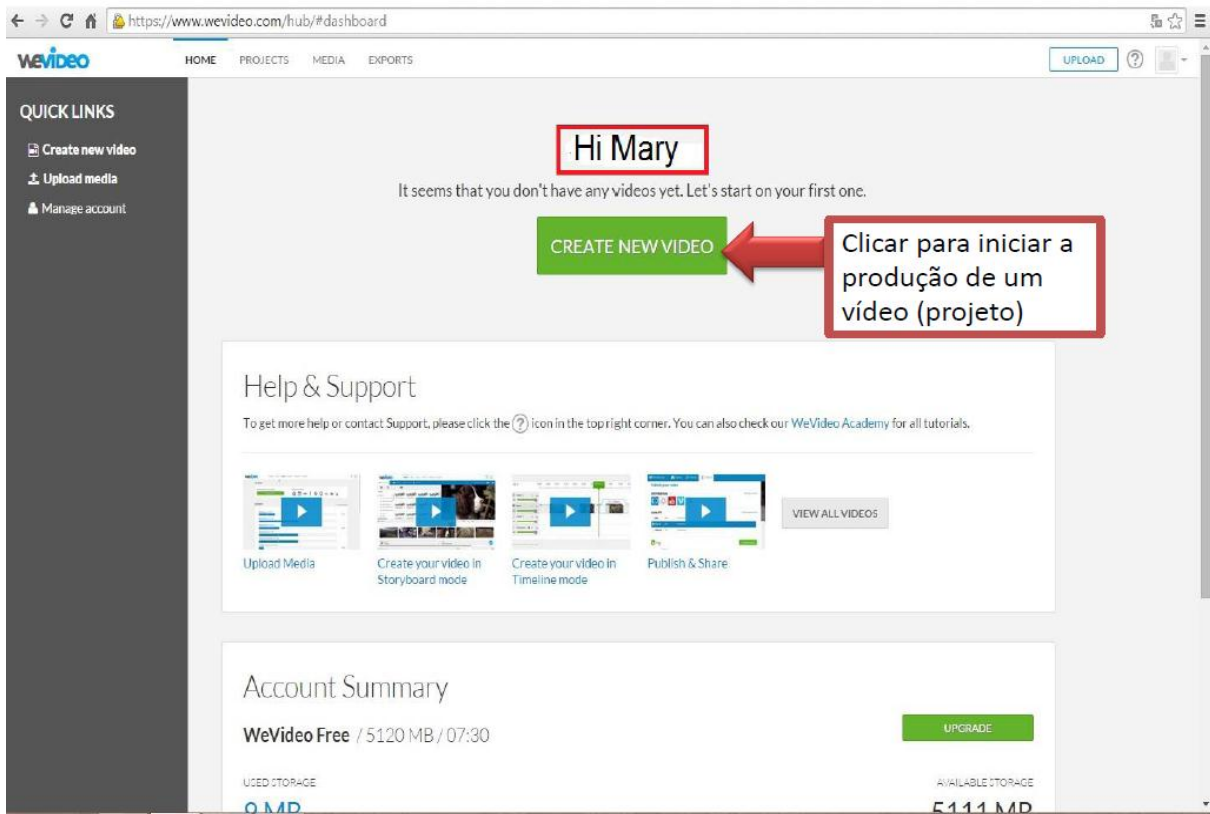 https://www.wevideo.com/hub/#dashboard
wevideo
HOME PROJECTS MEDIA EXPORTS
UPLOAD ?
QUICK LINKS
Create new video
Upload media
Manage account
Hi Mary
It seems that you don't have any videos yet. Let's start on your first one.
CREATE NEW VIDEO
Clicar para iniciar a
produção de um
vídeo (projeto)
Help & Support
To get more help or contact Support, please click the ? icon in the top right corner. You can also check our WeVideo Academy for all tutorials.
VIEW ALL VIDEOS
Upload Media
Create your video in
Storyboard mode
Create your video in
Timeline mode
Publish & Share
Account Summary
WeVideo Free / 5120 MB / 07:30
UPGRADE
USED STORAGE
AVAILABLE STORAGE
9 MB
5111 MB